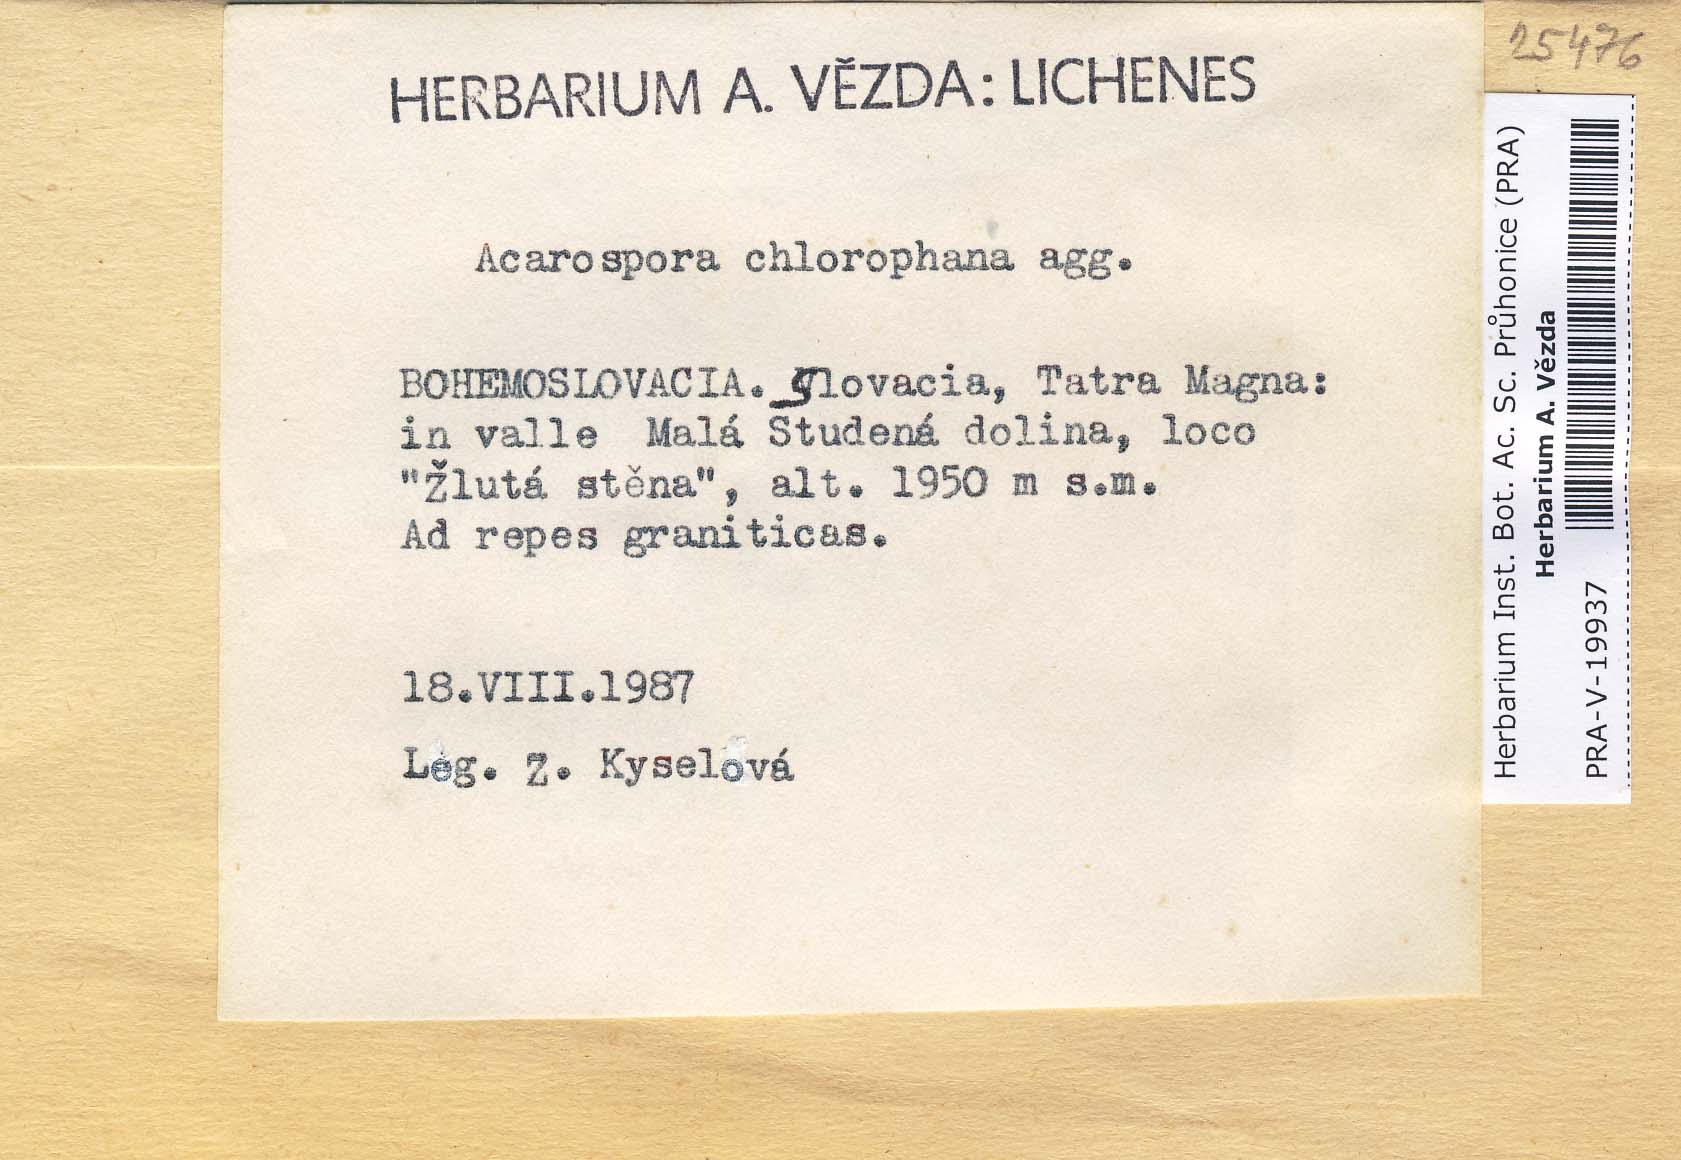 HERBARIUM A. VĚZDA: LICHENES
Acarospora chlorophana agg.
BOHEMOSLOVACIA. Slovacia, Tatra Magna:
in valle Malá Studená dolina, loco
"Žlutá stěna", alt. 1950 m s.m.
Ad repes graniticas.
18.VIII.1987
Leg. Z. Kyselová
25476
Herbarium Inst. Bot. Ac. Sc. Průhonice (PRA)
Herbarium A. Vězda
PRA-V-19937